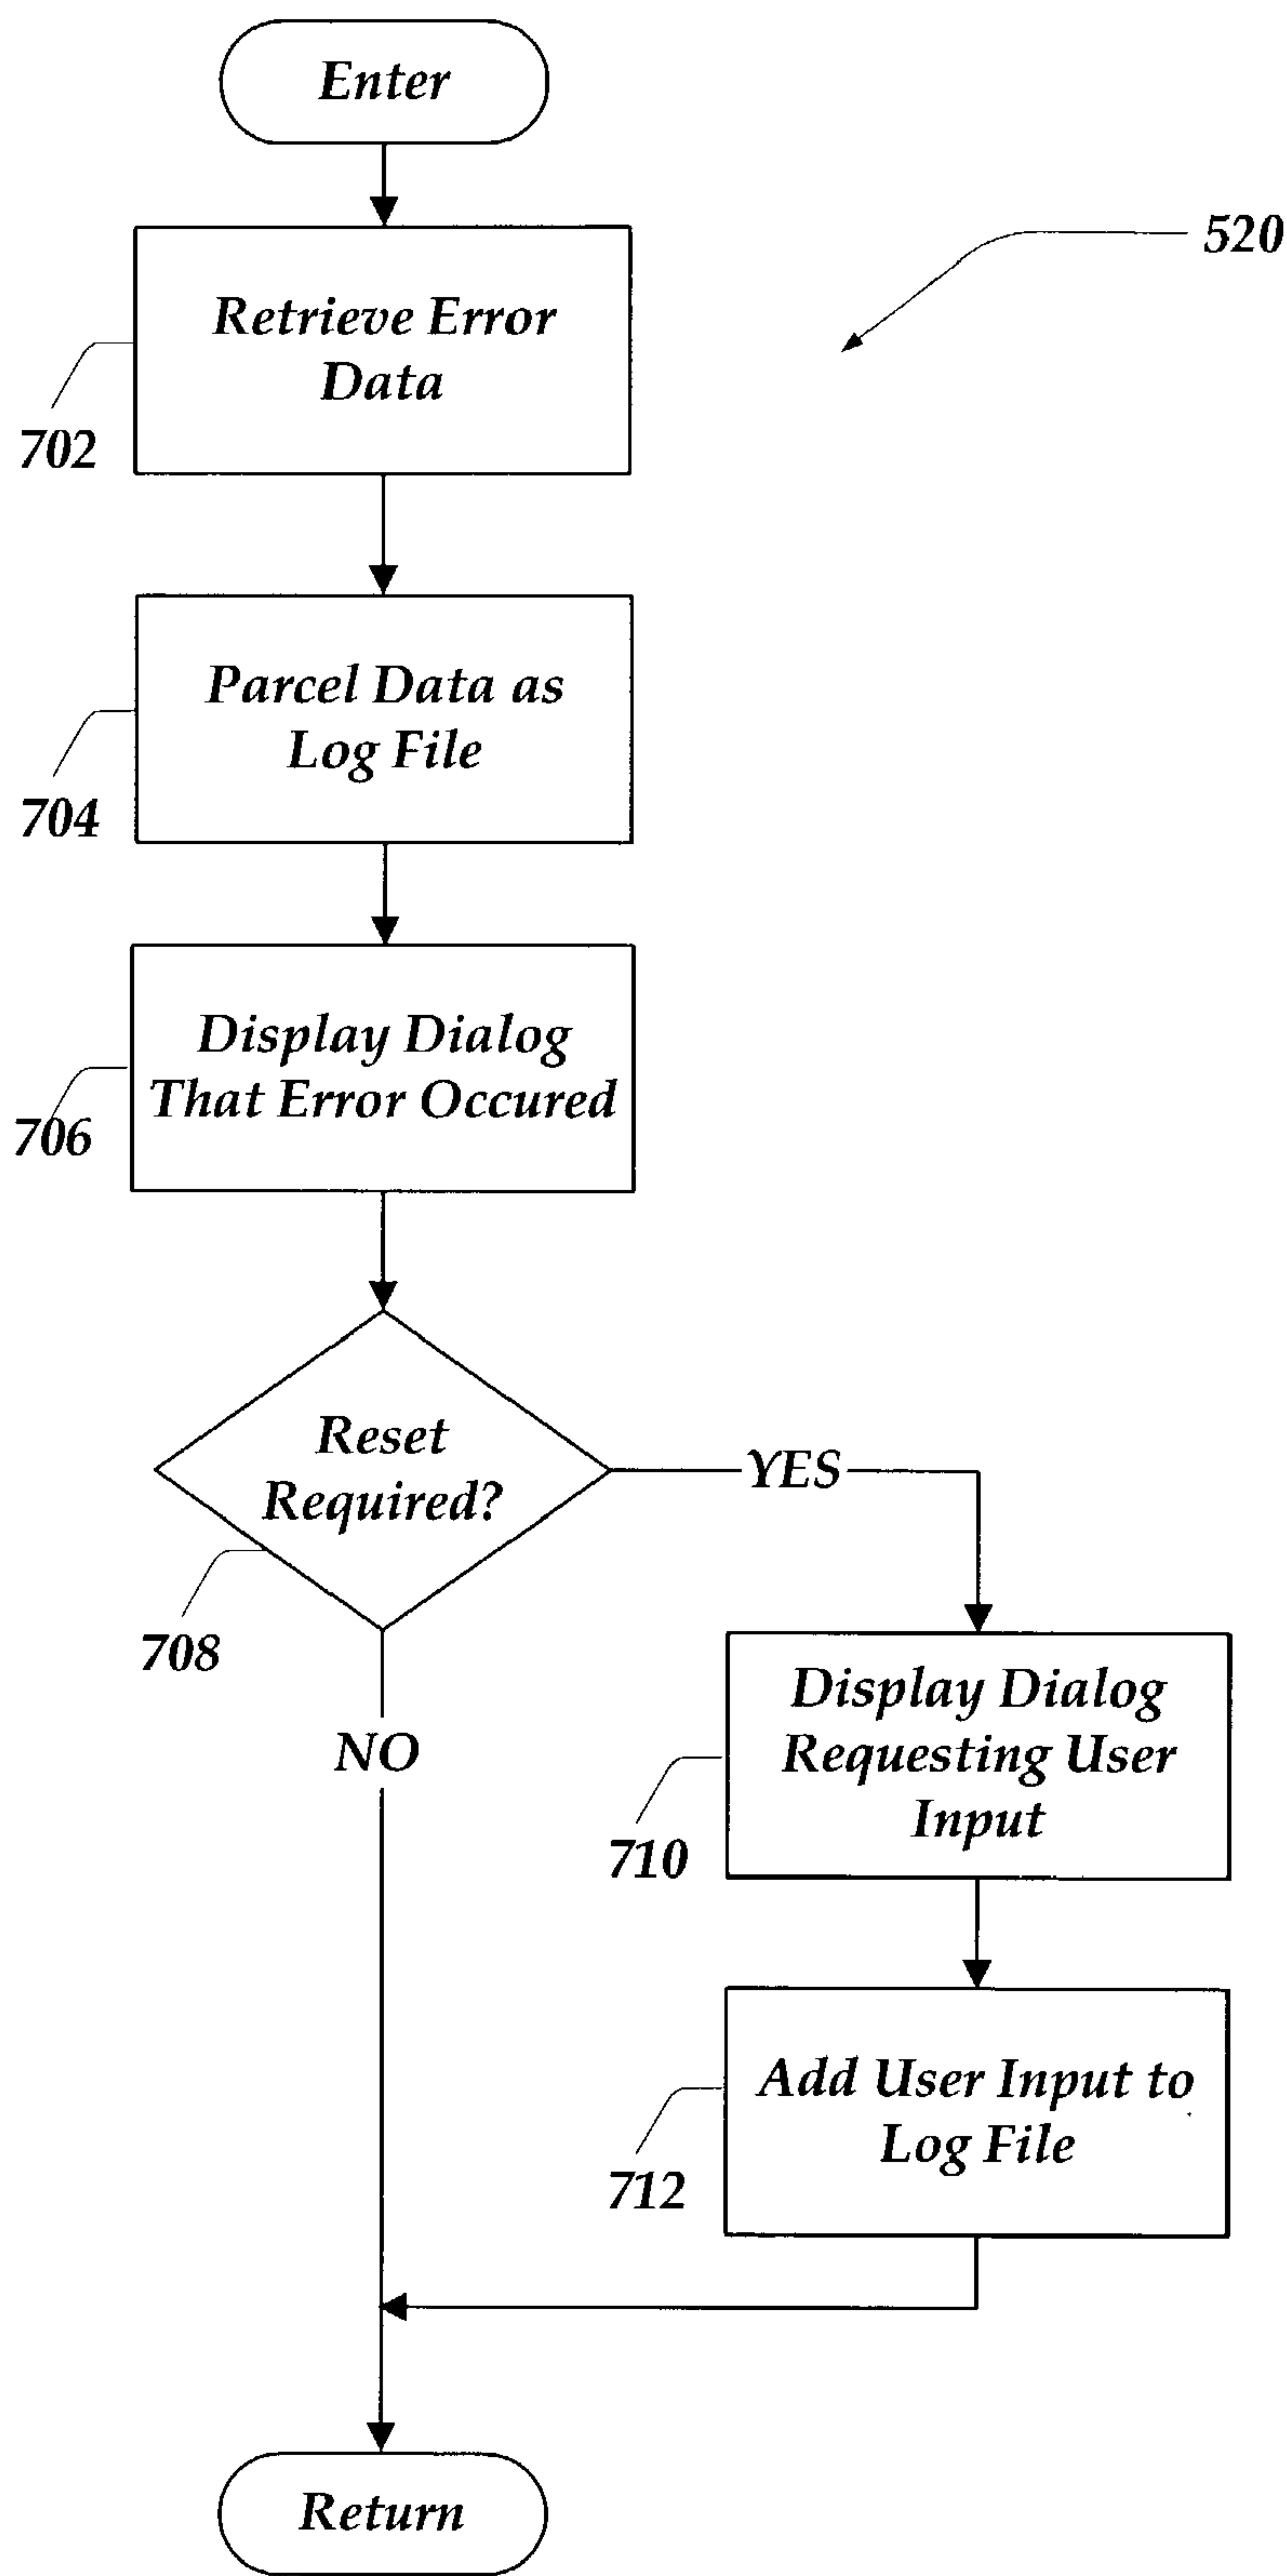 Enter
520
Retrieve Error
Data
702
Parcel Data as
Log File
704
Display Dialog
That Error Occured
706
Reset
Required?
YES
708
NO
Display Dialog
Requesting User
Input
710
Add User Input to
Log File
712
Return